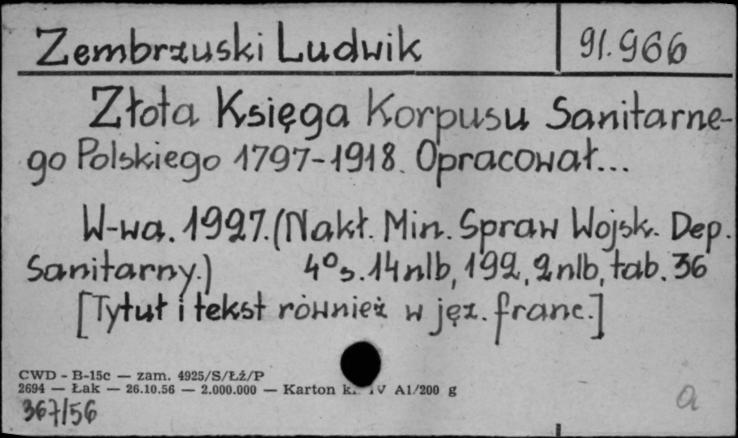 Zembrzuski Ludwik 91.966
Złota Księga Korpusu Sanitarne-
go Polskiego 1797-1918. Opracował...
W-wa. 1927. (Nakł. Min. Spraw Wojsk. Dep.
Sanitarny.) 4° s. 14 nlb, 192, 2 nlb, tab. 36
[Tytuł i tekst również w jęz. franc.]
CWD - B-15c — zam. 4925/S/Łż/P
2694 — Łak — 26.10.56 — 2.000.000 — Karton A1/200 g
367/56 a